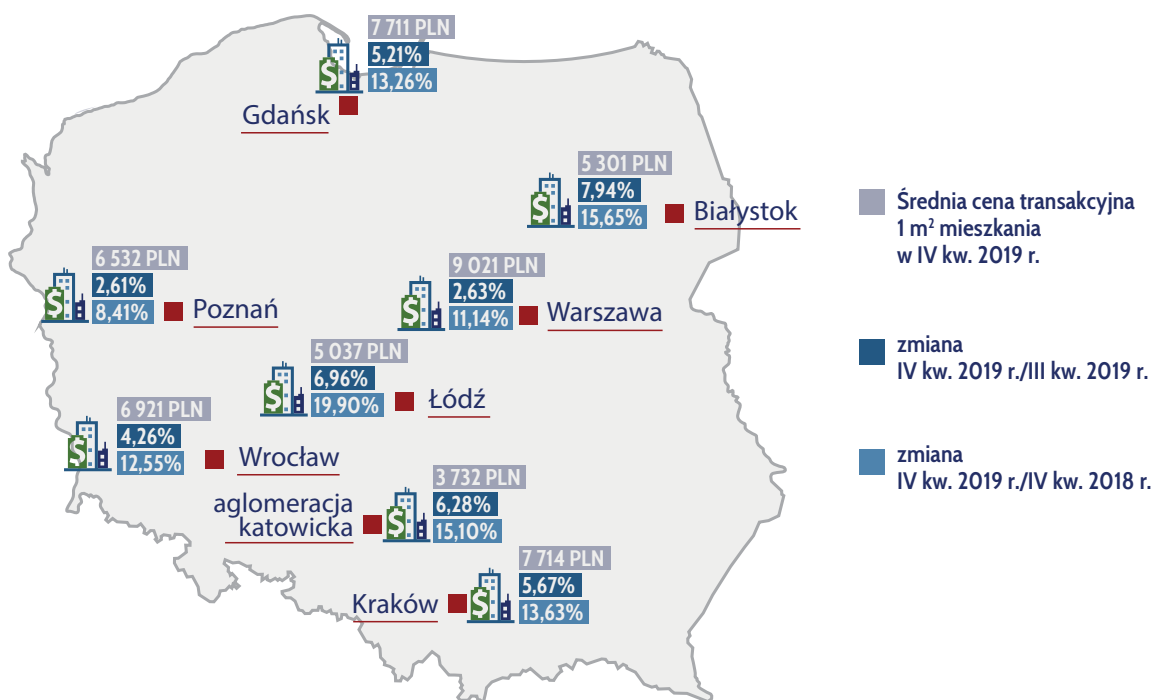 7 711 PLN
5,21%
13,26%
Gdańsk
5 301 PLN
7,94%
15,65%
Białystok
6 532 PLN
2,61%
8,41%
Poznań
9 021 PLN
2,63%
11,14%
Warszawa
5 037 PLN
6,96%
19,90%
Łódź
6 921 PLN
4,26%
12,55%
Wrocław
aglomeracja
katowicka
3 732 PLN
6,28%
15,10%
7 714 PLN
5,67%
13,63%
Kraków
Średnia cena transakcyjna
1 m² mieszkania
w IV kw. 2019 r.
zmiana
IV kw. 2019 r./III kw. 2019 r.
zmiana
IV kw. 2019 r./IV kw. 2018 r.